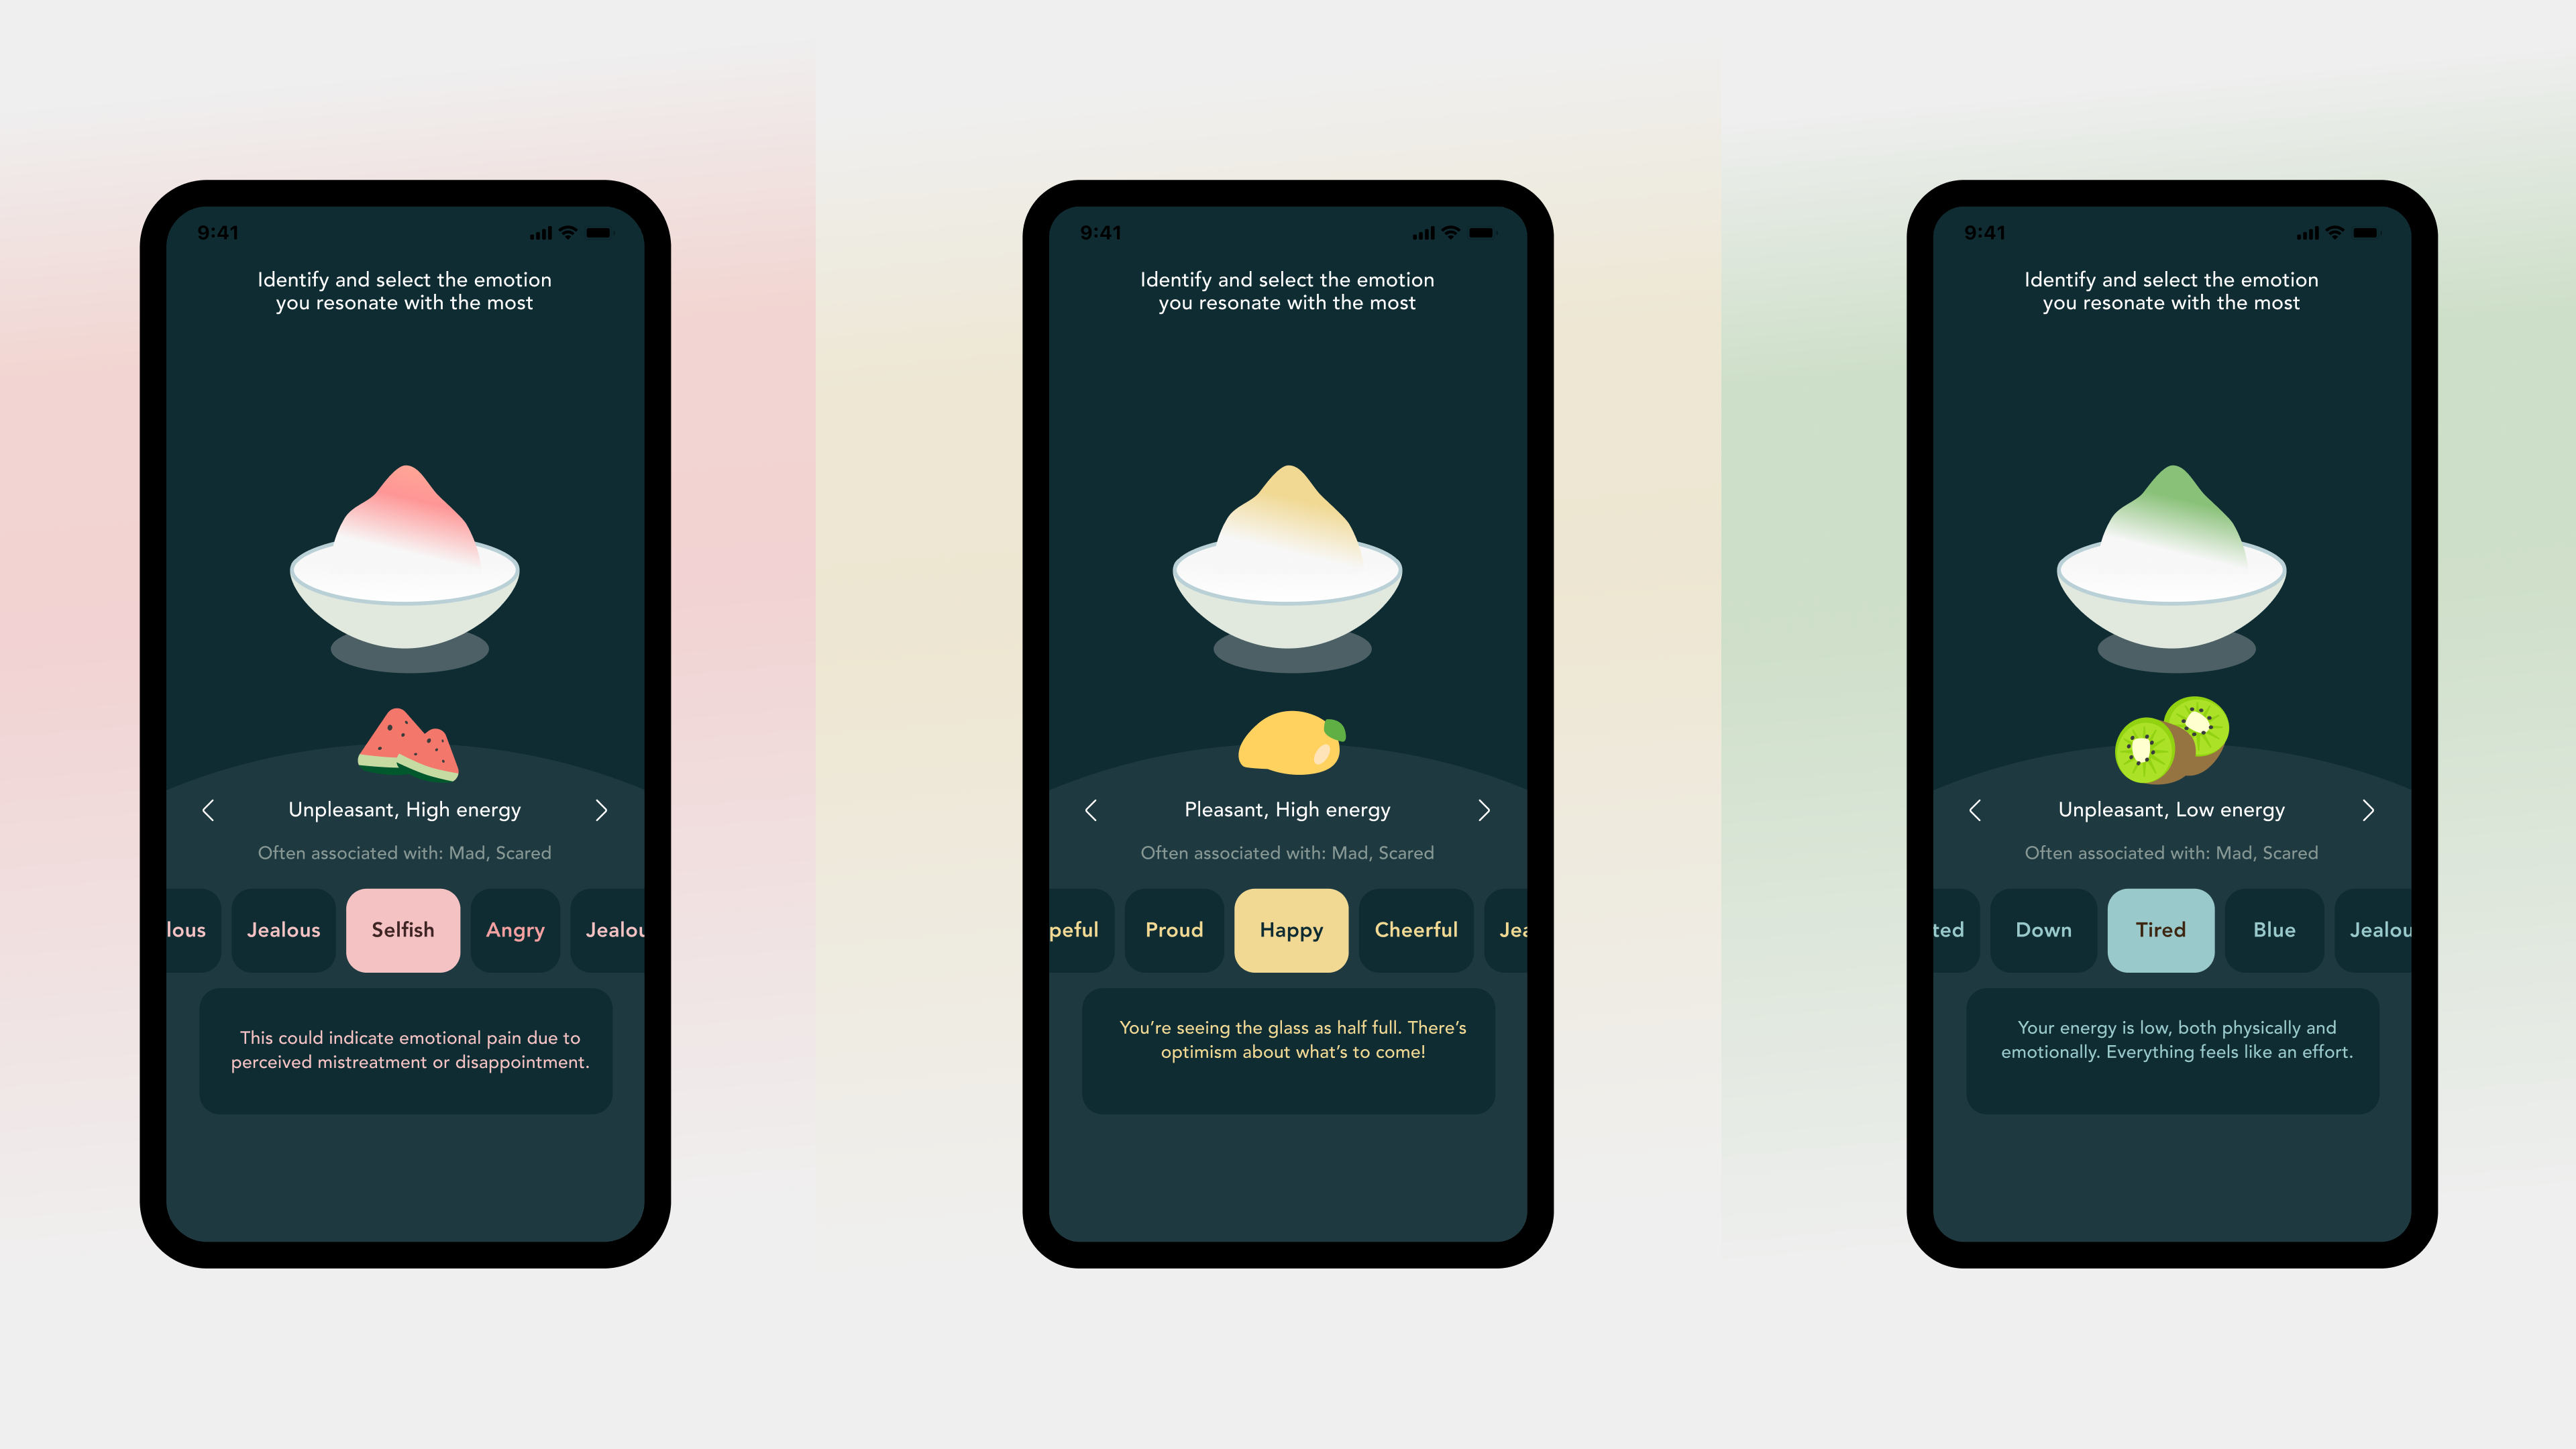 9:41
Identify and select the emotion
you resonate with the most
Unpleasant, High energy
Often associated with: Mad, Scared
lous Jealous Selfish Angry Jealou
This could indicate emotional pain due to
perceived mistreatment or disappointment.
9:41
Identify and select the emotion
you resonate with the most
Pleasant, High energy
Often associated with: Mad, Scared
peful Proud Happy Cheerful Jea
You’re seeing the glass as half full. There’s
optimism about what’s to come!
9:41
Identify and select the emotion
you resonate with the most
Unpleasant, Low energy
Often associated with: Mad, Scared
ted Down Tired Blue Jealou
Your energy is low, both physically and
emotionally. Everything feels like an effort.